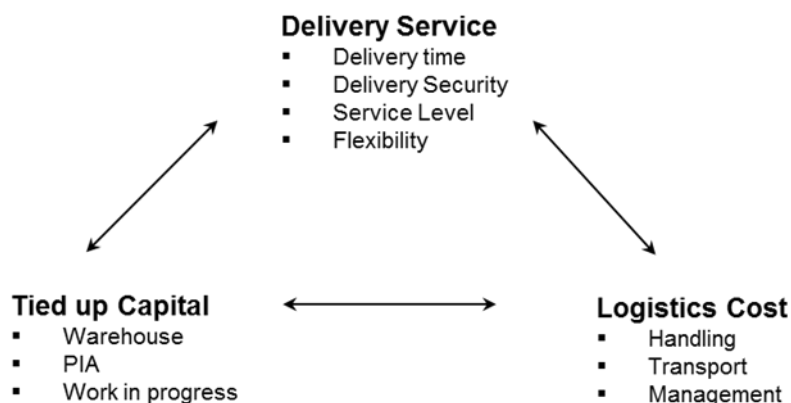 Delivery Service
▪ Delivery time
▪ Delivery Security
▪ Service Level
▪ Flexibility
Tied up Capital
▪ Warehouse
▪ PIA
▪ Work in progress
Logistics Cost
▪ Handling
▪ Transport
▪ Management